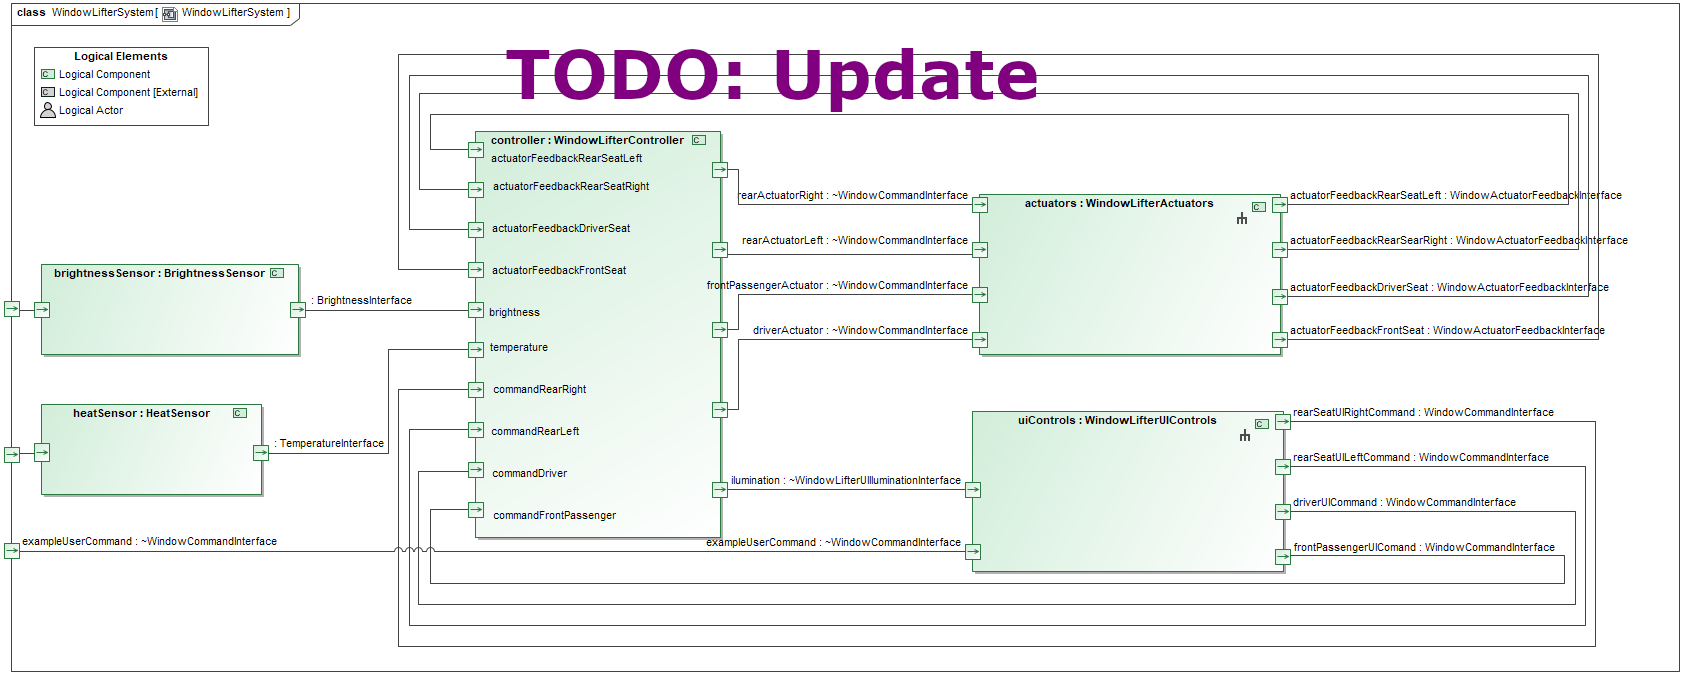 class WindowLifterSystem[ WindowLifterSystem ]
Logical Elements
C Logical Component
C Logical Component [External]
Logical Actor
TODO: Update
controller : WindowLifterController C
actuatorFeedbackRearSeatLeft
actuatorFeedbackRearSeatRight
actuatorFeedbackDriverSeat
actuatorFeedbackFrontSeat
brightness
temperature
commandRearRight
commandRearLeft
commandDriver
commandFrontPassenger
brightnessSensor : BrightnessSensor C
: BrightnessInterface
heatSensor : HeatSensor C
: TemperatureInterface
exampleUserCommand : ~WindowCommandInterface
rearActuatorRight : ~WindowCommandInterface
rearActuatorLeft : ~WindowCommandInterface
frontPassengerActuator : ~WindowCommandInterface
driverActuator : ~WindowCommandInterface
actuators : WindowLifterActuators C
actuatorFeedbackRearSeatLeft : WindowActuatorFeedbackInterface
actuatorFeedbackRearSearRight : WindowActuatorFeedbackInterface
actuatorFeedbackDriverSeat : WindowActuatorFeedbackInterface
actuatorFeedbackFrontSeat : WindowActuatorFeedbackInterface
ilumination : ~WindowLifterUIIluminationInterface
exampleUserCommand : ~WindowCommandInterface
uiControls : WindowLifterUIControls C
rearSeatUIRightCommand : WindowCommandInterface
rearSeatUILeftCommand : WindowCommandInterface
driverUICommand : WindowCommandInterface
frontPassengerUIComand : WindowCommandInterface